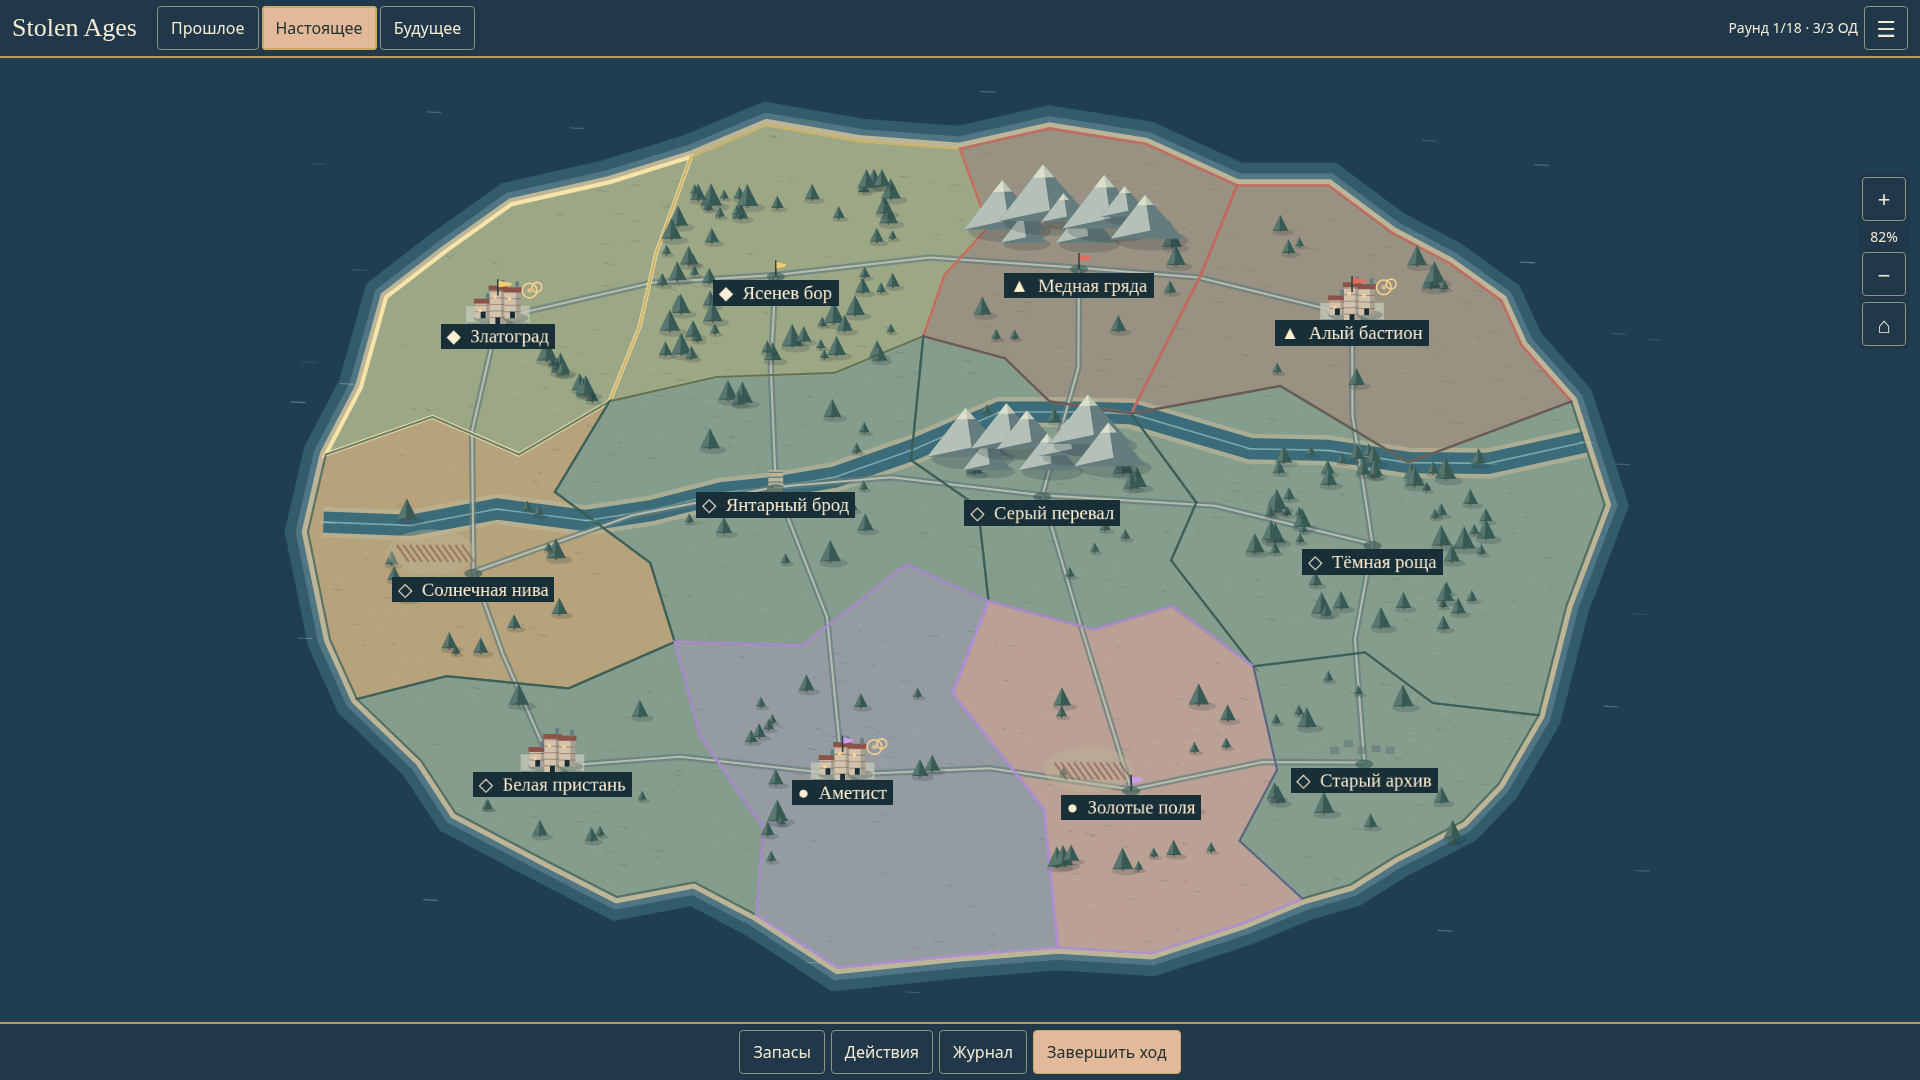 Stolen Ages
Прошлое
Настоящее
Будущее
Раунд 1/18 · 3/3 ОД
☰
+
82%
−
⌂
◆ Ясенев бор
▲ Медная гряда
◆ Златоград
▲ Алый бастион
◇ Янтарный брод
◇ Серый перевал
◇ Тёмная роща
◇ Солнечная нива
◇ Белая пристань
● Аметист
● Золотые поля
◇ Старый архив
Запасы
Действия
Журнал
Завершить ход